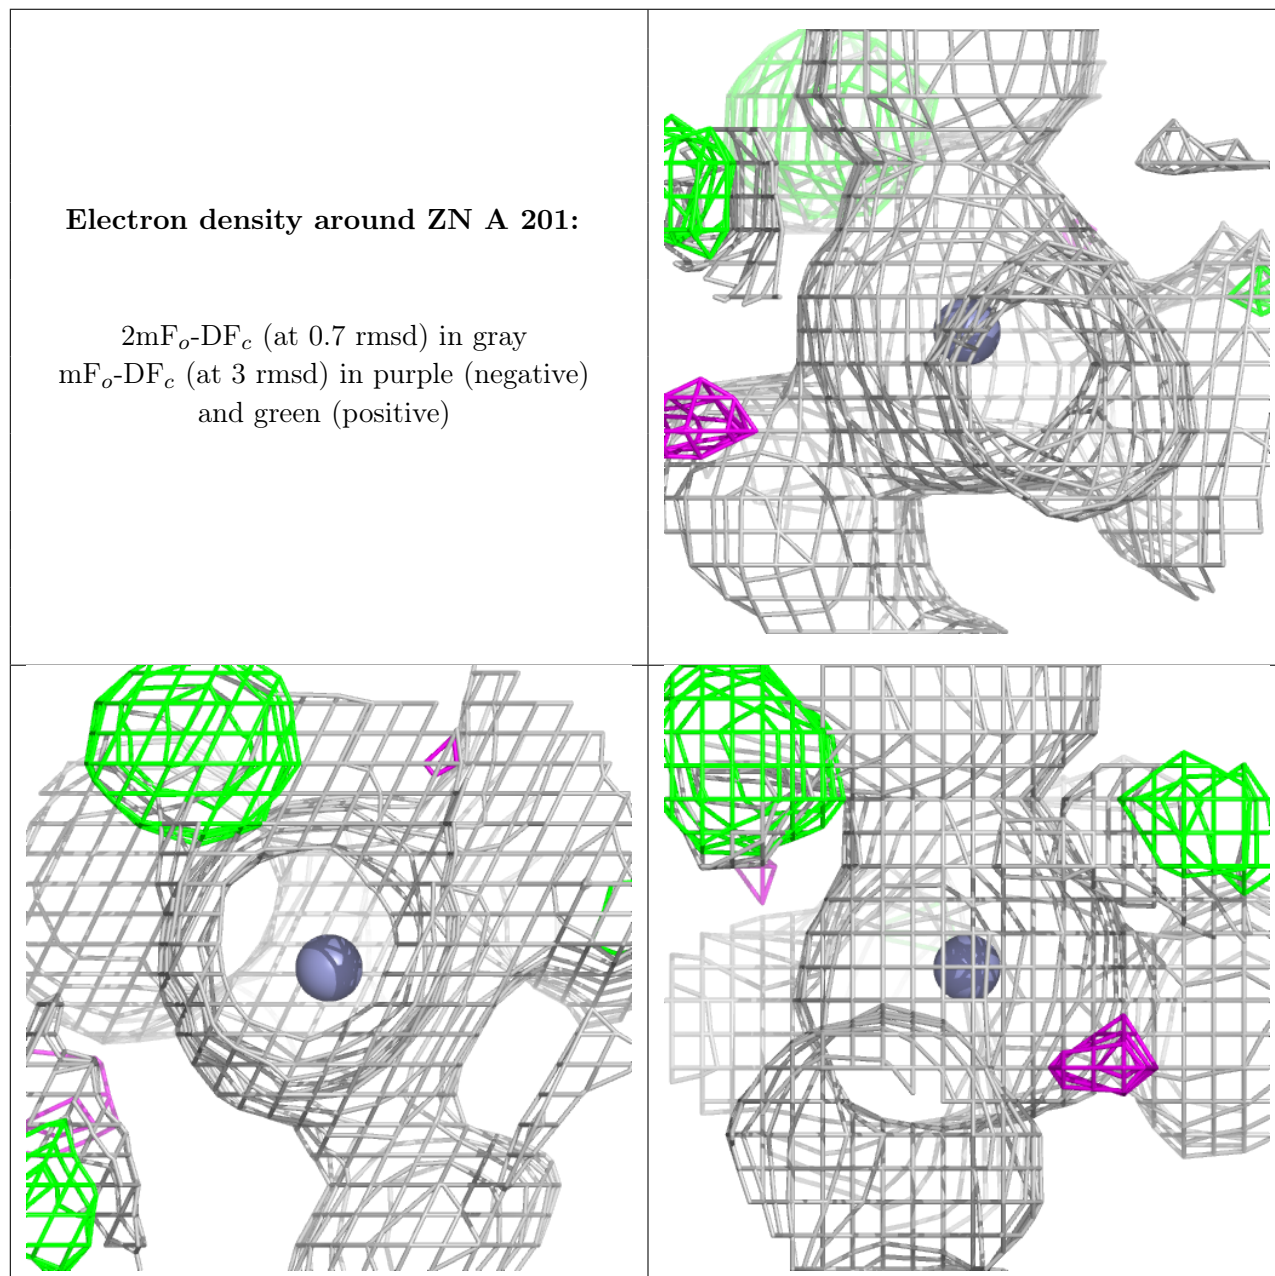 Electron density around ZN A 201:
2mFo-DFc (at 0.7 rmsd) in gray
mFo-DFc (at 3 rmsd) in purple (negative)
and green (positive)